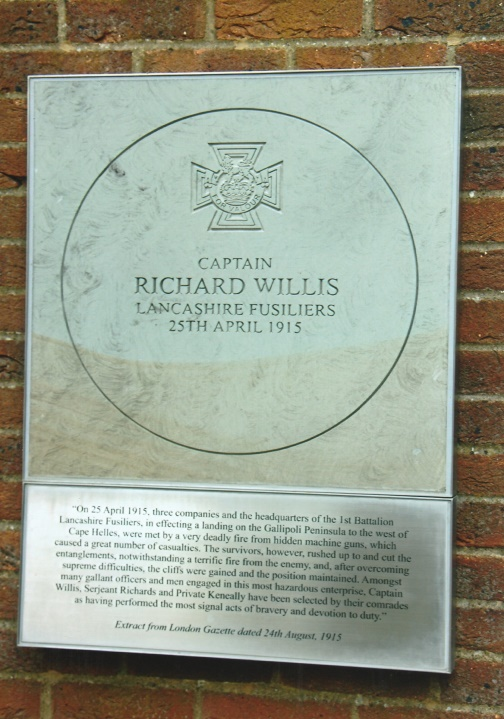 FOR VALOUR
CAPTAIN
RICHARD WILLIS
LANCASHIRE FUSILIERS
25TH APRIL 1915
"On 25 April 1915, three companies and the headquarters of the 1st Battalion
Lancashire Fusiliers, in effecting a landing on the Gallipoli Peninsula to the west of
Cape Helles, were met by a very deadly fire from hidden machine guns, which
caused a great number of casualties. The survivors, however, rushed up to and cut the
entanglements, notwithstanding a terrific fire from the enemy, and, after overcoming
supreme difficulties, the cliffs were gained and the position maintained. Amongst
many gallant officers and men engaged in this most hazardous enterprise, Captain
Willis, Serjeant Richards and Private Keneally have been selected by their comrades
as having performed the most signal acts of bravery and devotion to duty."
Extract from London Gazette dated 24th August, 1915